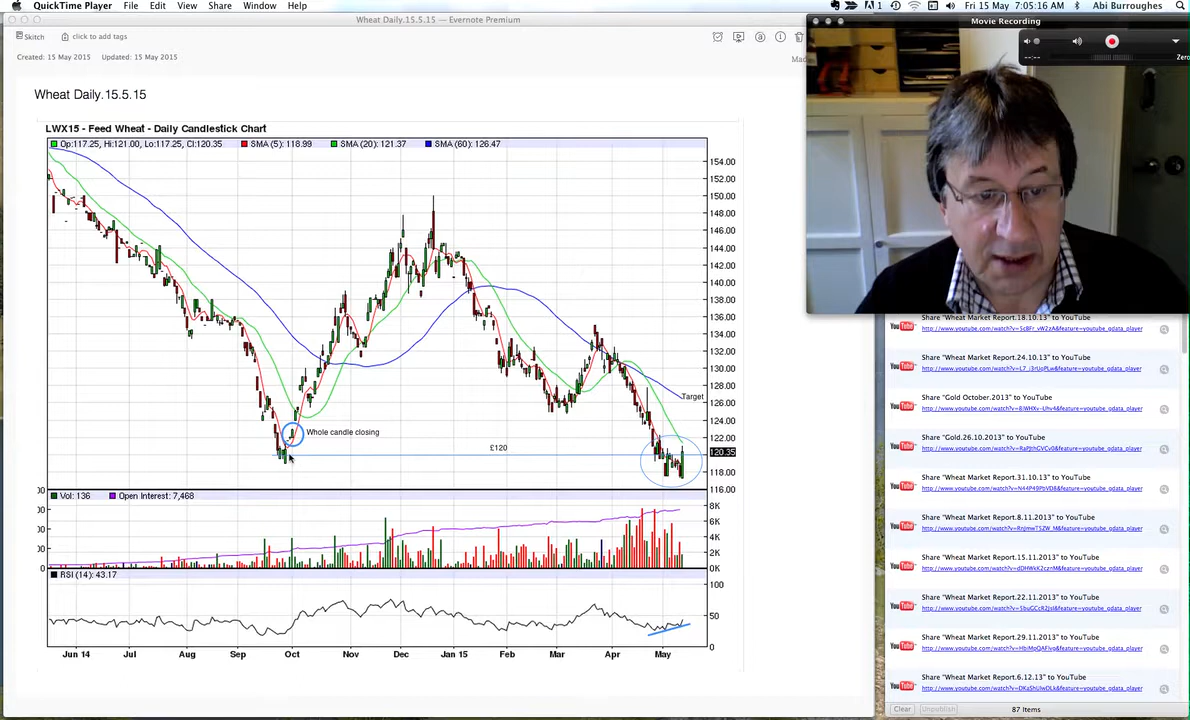 QuickTime Player File Edit View Share Window Help
1 Fri 15 May 7:05:16 AM Abi Burroughes
Wheat Daily.15.5.15 — Evernote Premium
Movie Recording
Skitch click to add tags
Created: 15 May 2015 Updated: 15 May 2015
--:-- Zero
Wheat Daily.15.5.15
LWX15 - Feed Wheat - Daily Candlestick Chart
Op:117.25, Hi:121.00, Lo:117.25, Cl:120.35 SMA (5): 118.99 SMA (20): 121.37 SMA (60): 126.47
154.00
152.00
150.00
148.00
146.00
144.00
142.00
140.00
138.00
136.00
134.00
132.00
130.00
128.00
Target
126.00
124.00
Whole candle closing
122.00
£120
120.35
118.00
116.00
Vol: 136 Open Interest: 7,468
8K
6K
4K
2K
0K
RSI (14): 43.17
100
50
0
Jun 14 Jul Aug Sep Oct Nov Dec Jan 15 Feb Mar Apr May
Share "Wheat Market Report.18.10.13" to YouTube
Share "Wheat Market Report.24.10.13" to YouTube
Share "Gold October.2013" to YouTube
Share "Gold.26.10.2013" to YouTube
Share "Wheat Market Report.31.10.13" to YouTube
Share "Wheat Market Report.8.11.2013" to YouTube
Share "Wheat Market Report.15.11.2013" to YouTube
Share "Wheat Market Report.22.11.2013" to YouTube
Share "Wheat Market Report.29.11.2013" to YouTube
Share "Wheat Market Report.6.12.13" to YouTube
Clear Unpublish 87 items